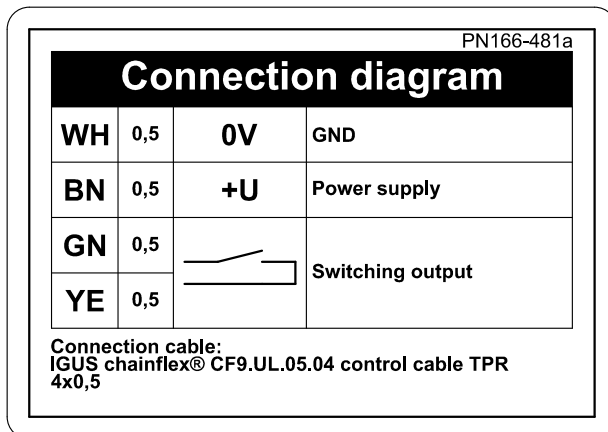 PN166-481a
Connection diagram
WH 0,5 0V GND
BN 0,5 +U Power supply
GN 0,5
Switching output
YE 0,5
Connection cable:
IGUS chainflex® CF9.UL.05.04 control cable TPR
4x0,5